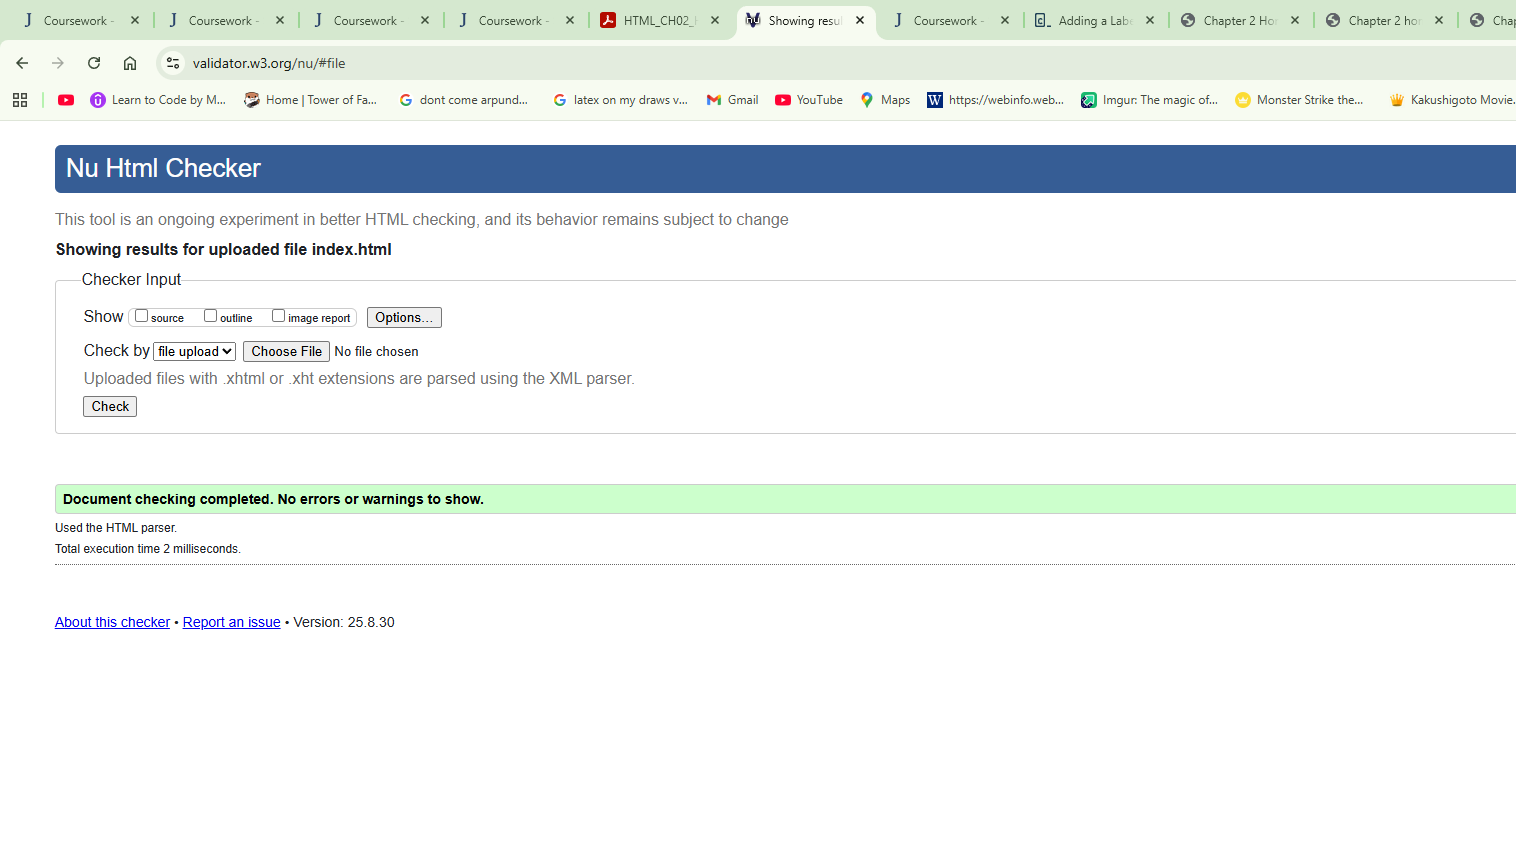 Coursework -
Coursework -
Coursework -
Coursework -
HTML_CH02_H
Showing resul
Coursework -
Adding a Labe
Chapter 2 Hom
Chapter 2 hom
Chap
validator.w3.org/nu/#file
Learn to Code by M...
Home | Tower of Fa...
dont come arpund...
latex on my draws v...
Gmail
YouTube
Maps
https://webinfo.web...
Imgur: The magic of...
Monster Strike the...
Kakushigoto Movie.
Nu Html Checker
This tool is an ongoing experiment in better HTML checking, and its behavior remains subject to change
Showing results for uploaded file index.html
Checker Input
Show source outline image report Options...
Check by file upload Choose File No file chosen
Uploaded files with .xhtml or .xht extensions are parsed using the XML parser.
Check
Document checking completed. No errors or warnings to show.
Used the HTML parser.
Total execution time 2 milliseconds.
About this checker • Report an issue • Version: 25.8.30